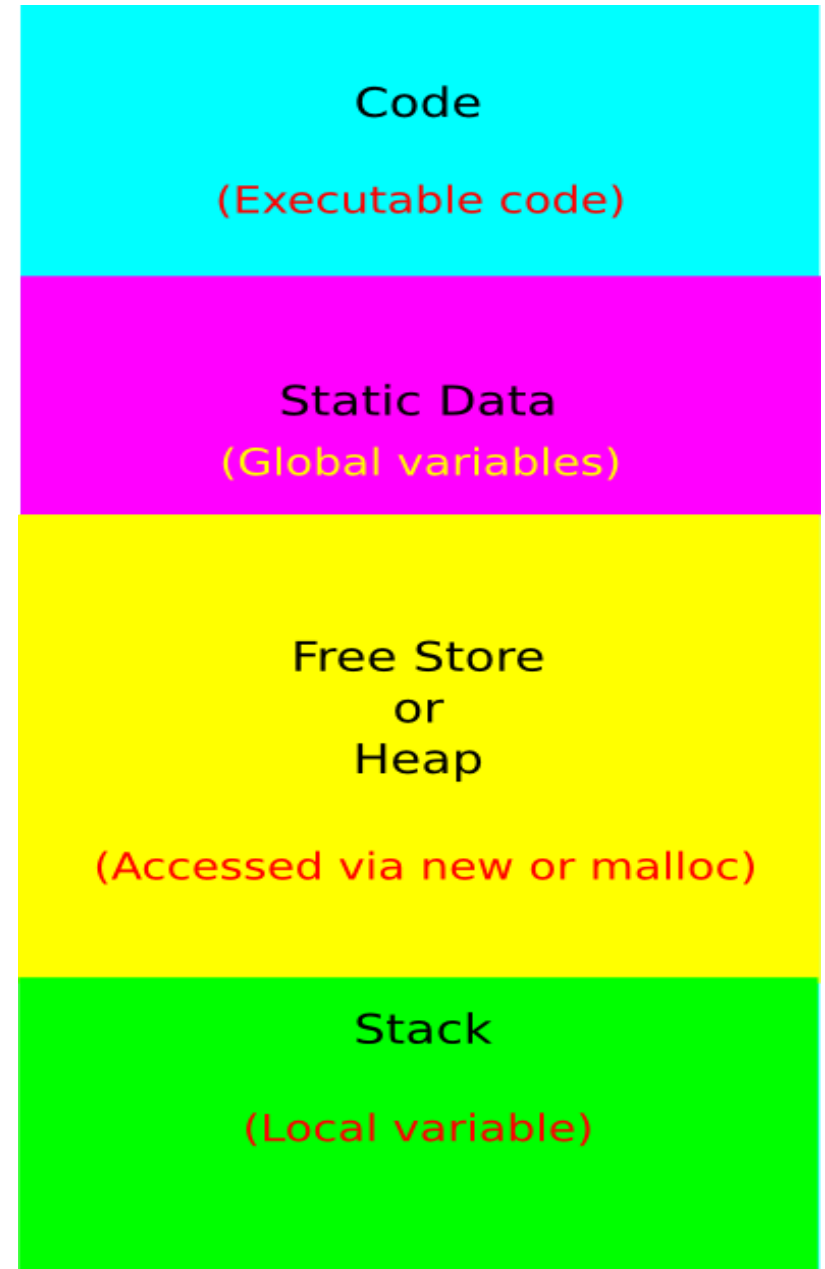 Code
(Executable code)
Static Data
(Global variables)
Free Store
or
Heap
(Accessed via new or malloc)
Stack
(Local variable)